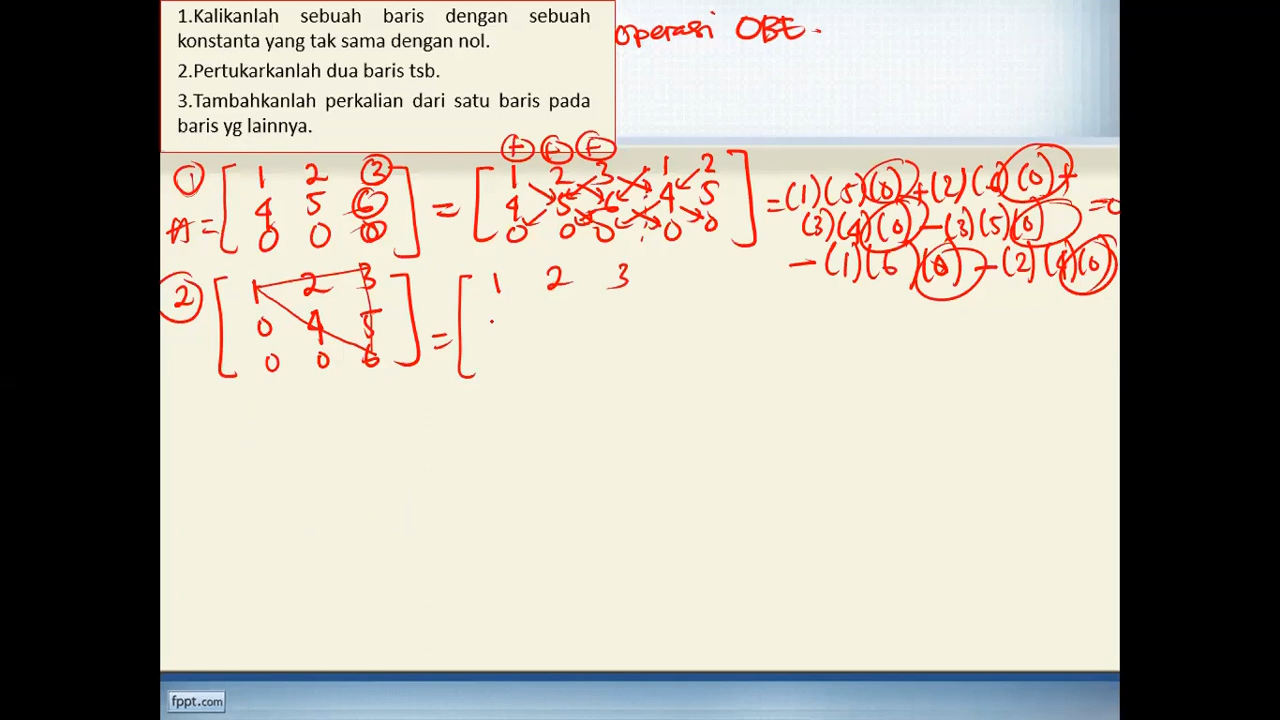 1.Kalikanlah sebuah baris dengan sebuah
konstanta yang tak sama dengan nol.
2.Pertukarkanlah dua baris tsb.
3.Tambahkanlah perkalian dari satu baris pada
baris yg lainnya.
operasi OBE.
+ + +
1 A = [ 1 2 3 = [ 1 2 3 1 2 ] = (1)(5)(0) + (2)(6)(0) +
4 5 6 4 5 6 4 5 (3)(4)(0) - (3)(5)(0) = 0
0 0 0 ] 0 0 0 0 0 - (1)(6)(0) - (2)(4)(0)
2 [ 1 2 3 = [ 1 2 3
0 4 5
0 0 6 ]
fppt.com